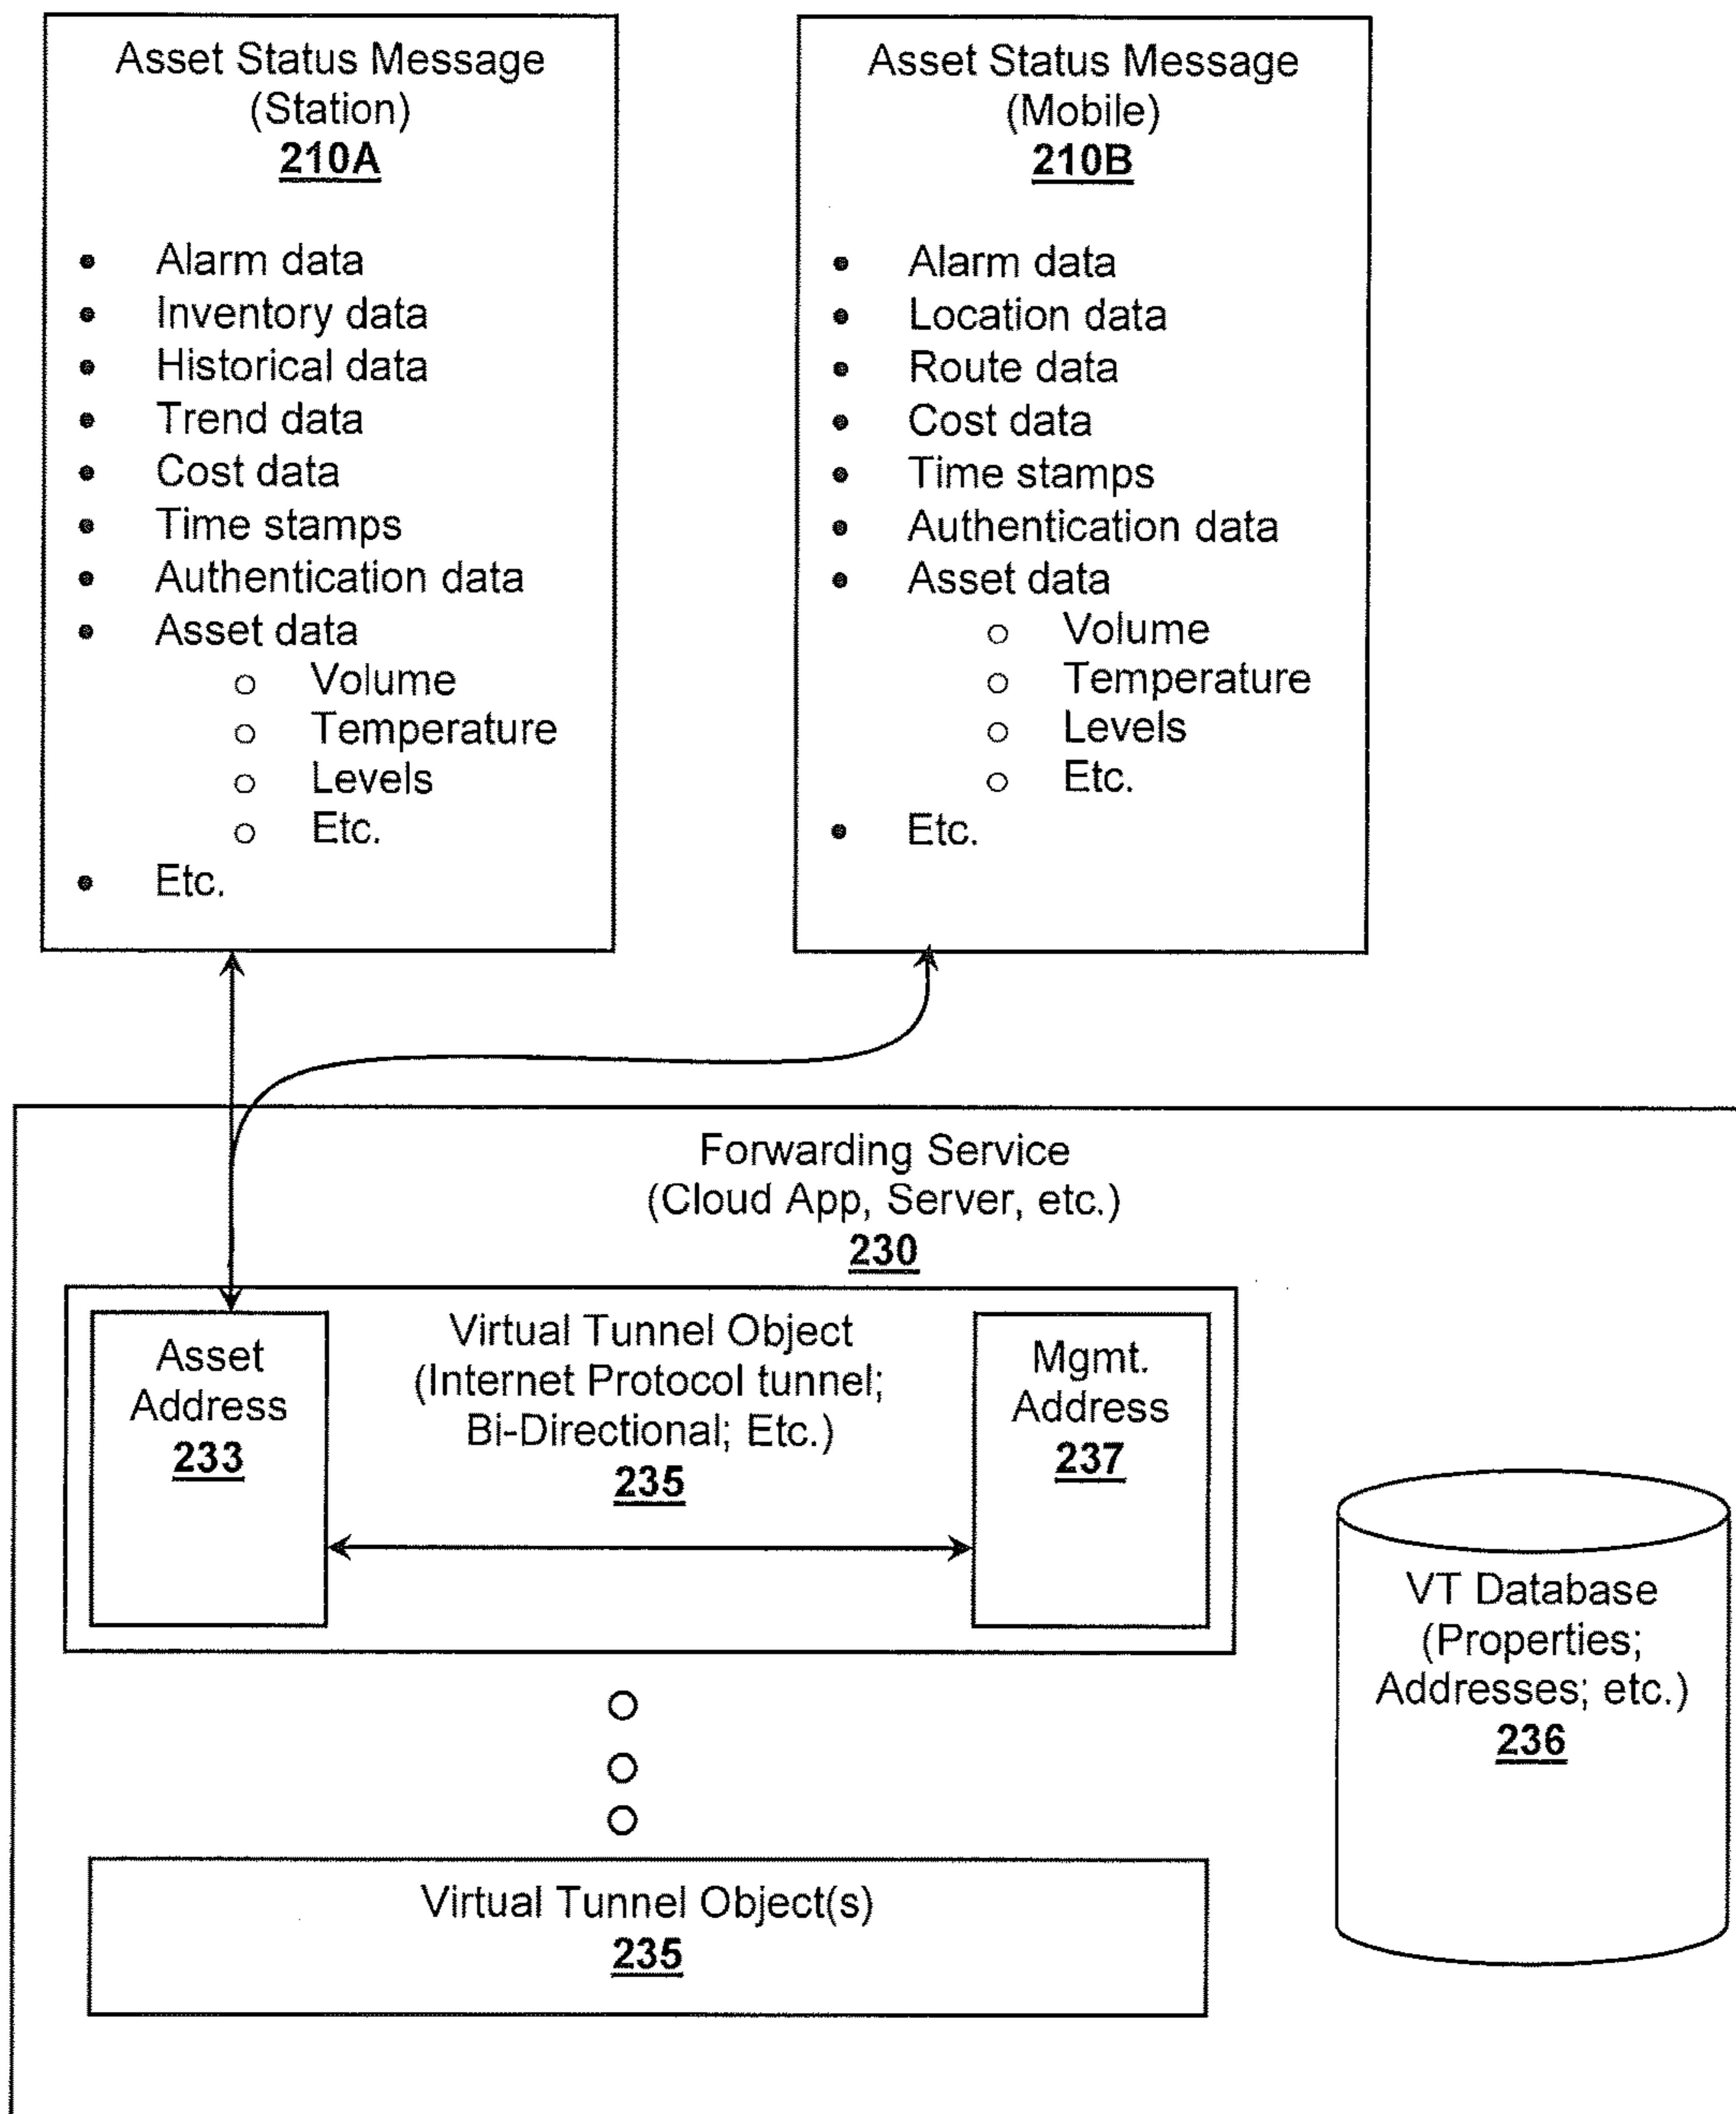 Asset Status Message
(Station)
210A
• Alarm data
• Inventory data
• Historical data
• Trend data
• Cost data
• Time stamps
• Authentication data
• Asset data
○ Volume
○ Temperature
○ Levels
○ Etc.
• Etc.
Asset Status Message
(Mobile)
210B
• Alarm data
• Location data
• Route data
• Cost data
• Time stamps
• Authentication data
• Asset data
○ Volume
○ Temperature
○ Levels
○ Etc.
• Etc.
Forwarding Service
(Cloud App, Server, etc.)
230
Asset
Address
233
Virtual Tunnel Object
(Internet Protocol tunnel;
Bi-Directional; Etc.)
235
Mgmt.
Address
237
VT Database
(Properties;
Addresses; etc.)
236
Virtual Tunnel Object(s)
235